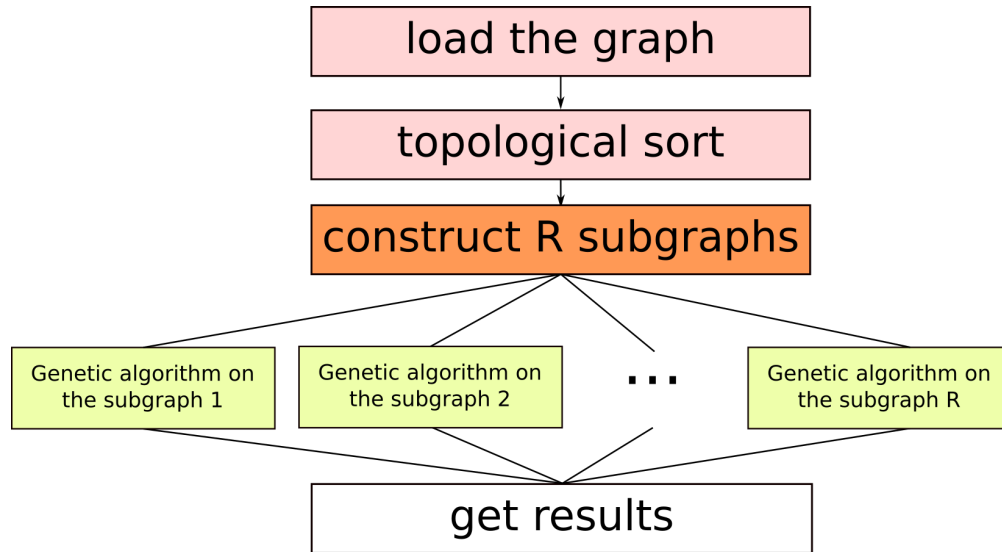 load the graph
topological sort
construct R subgraphs
Genetic algorithm on
the subgraph 1
Genetic algorithm on
the subgraph 2
...
Genetic algorithm on
the subgraph R
get results